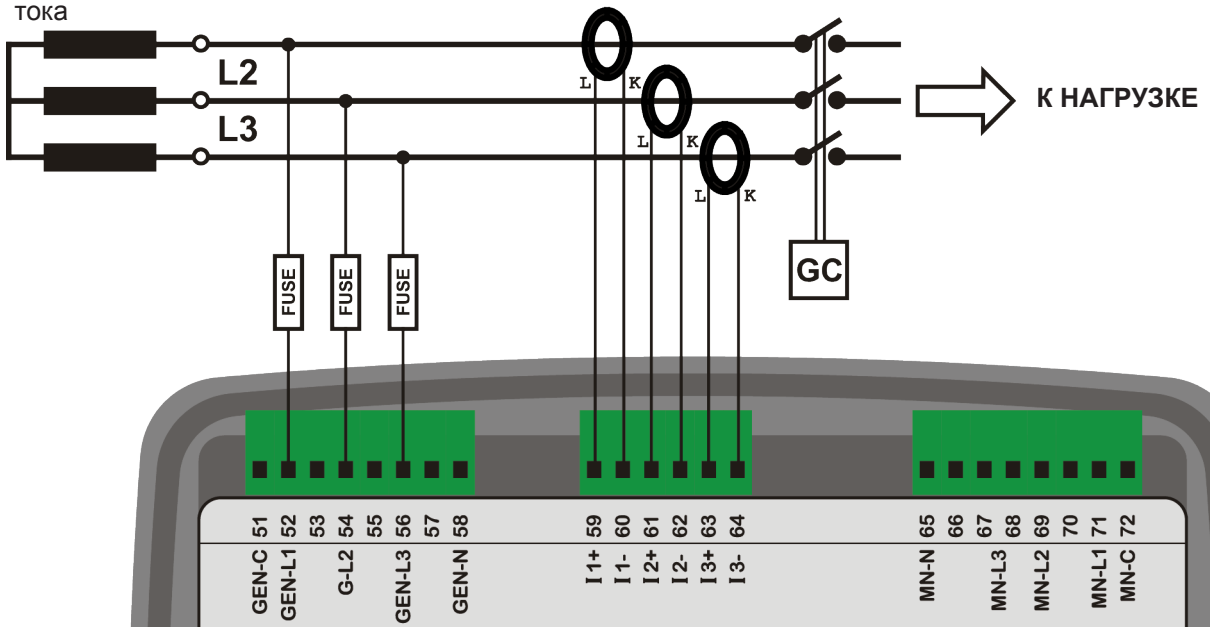 тока
L2
L3
L K
L K
L K
К НАГРУЗКЕ
FUSE
FUSE
FUSE
GC
51
52
53
54
55
56
57
58
59
60
61
62
63
64
65
66
67
68
69
70
71
72
GEN-C
GEN-L1
G-L2
GEN-L3
GEN-N
I 1+
I 1-
I 2+
I 2-
I 3+
I 3-
MN-N
MN-L3
MN-L2
MN-L1
MN-C